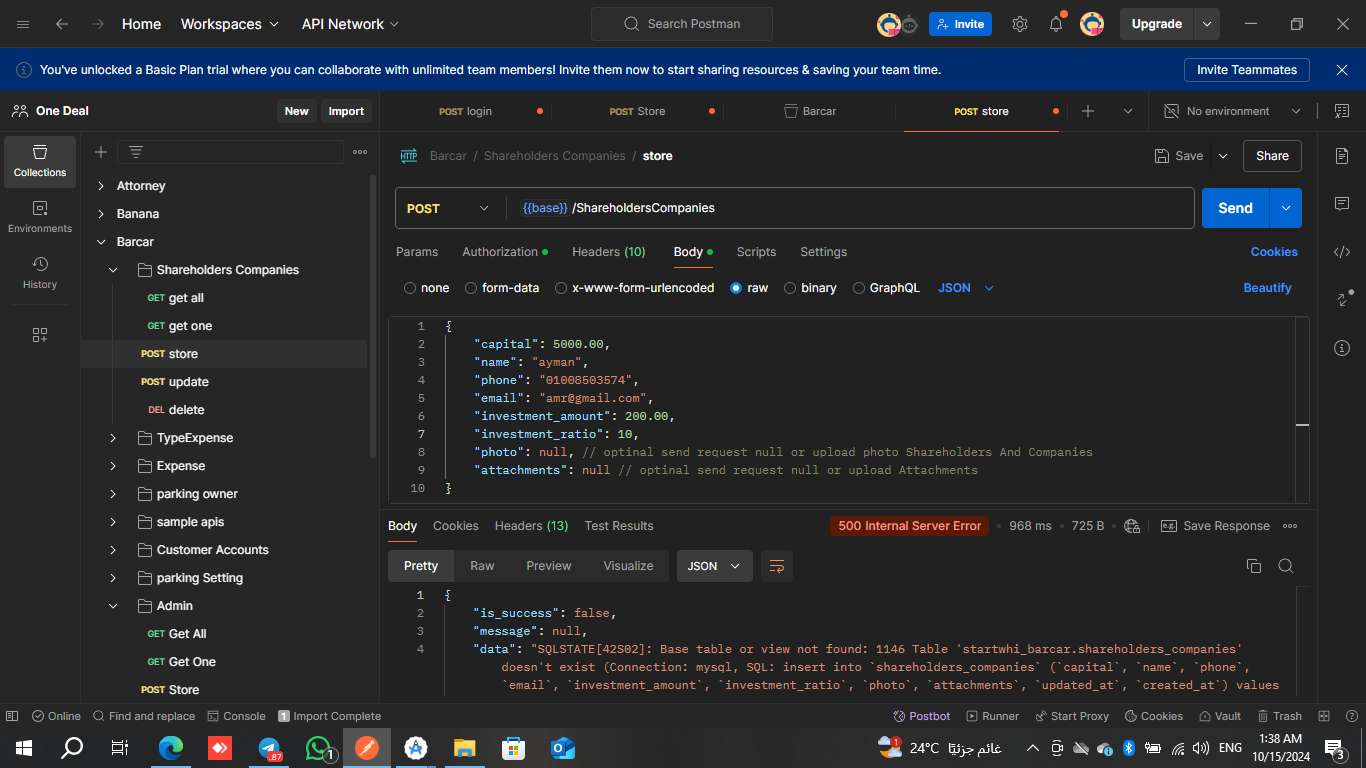 Home Workspaces API Network Search Postman Invite Upgrade
You've unlocked a Basic Plan trial where you can collaborate with unlimited team members! Invite them now to start sharing resources & saving your team time. Invite Teammates
One Deal New Import POST login POST Store Barcar POST store No environment
Collections
Environments
History
Attorney
Banana
Barcar
Shareholders Companies
GET get all
GET get one
POST store
POST update
DEL delete
TypeExpense
Expense
parking owner
sample apis
Customer Accounts
parking Setting
Admin
GET Get All
GET Get One
POST Store
HTTP Barcar / Shareholders Companies / store Save Share
POST {{base}} /ShareholdersCompanies Send
Params Authorization Headers (10) Body Scripts Settings Cookies
none form-data x-www-form-urlencoded raw binary GraphQL JSON Beautify
1 {
2 "capital": 5000.00,
3 "name": "ayman",
4 "phone": "01008503574",
5 "email": "amr@gmail.com",
6 "investment_amount": 200.00,
7 "investment_ratio": 10,
8 "photo": null, // optinal send request null or upload photo Shareholders And Companies
9 "attachments": null // optinal send request null or upload Attachments
10 }
Body Cookies Headers (13) Test Results 500 Internal Server Error 968 ms 725 B e.g. Save Response
Pretty Raw Preview Visualize JSON
1 {
2 "is_success": false,
3 "message": null,
4 "data": "SQLSTATE[42S02]: Base table or view not found: 1146 Table 'startwhi_barcar.shareholders_companies'
doesn't exist (Connection: mysql, SQL: insert into `shareholders_companies` (`capital`, `name`, `phone`,
`email`, `investment_amount`, `investment_ratio`, `photo`, `attachments`, `updated_at`, `created_at`) values
Online Find and replace Console 1 Import Complete Postbot Runner Start Proxy Cookies Vault Trash
.87 1 1 24°C غائم جزئيًا ENG 1:38 AM
10/15/2024 3